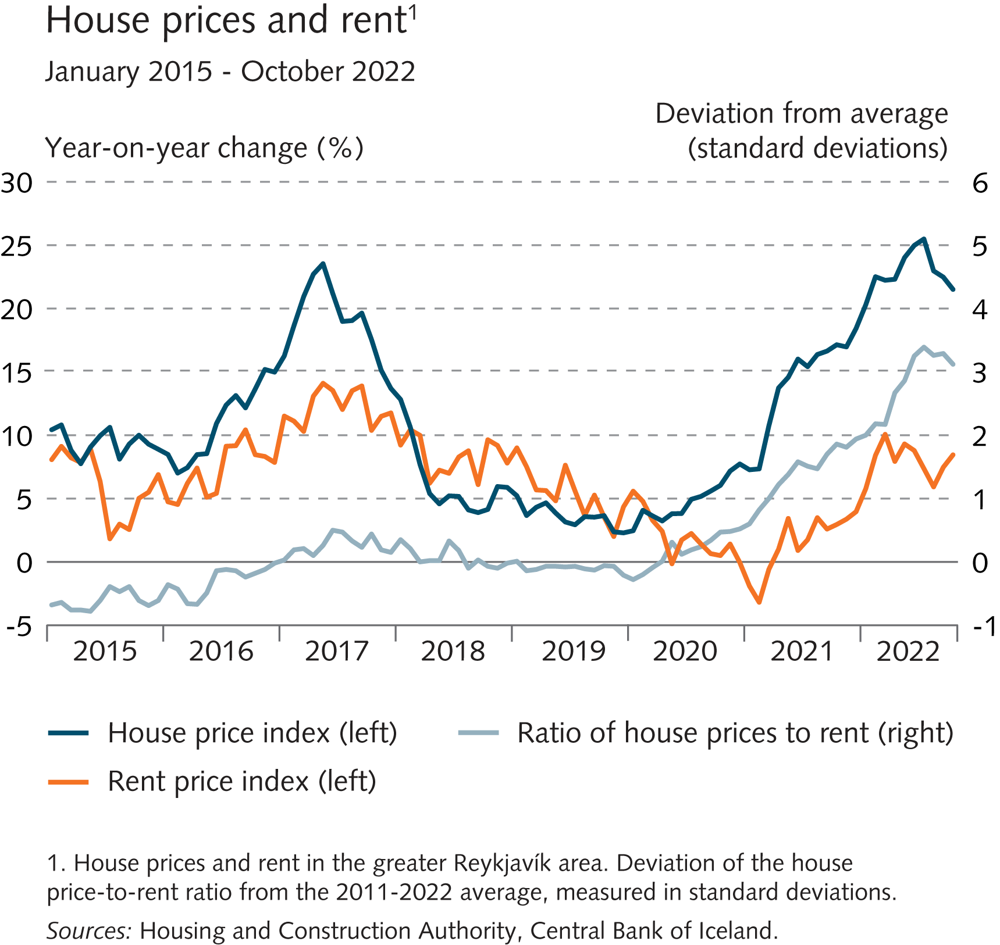 House prices and rent1
January 2015 - October 2022
Deviation from average
Year-on-year change (%)
(standard deviations)
30
6
25
5
20
4
15
3
10
2
5
1
0
0
-5
-1
2015 2016 2017 2018 2019 2020 2021 2022
House price index (left)
Ratio of house prices to rent (right)
Rent price index (left)
1. House prices and rent in the greater Reykjavík area. Deviation of the house
price-to-rent ratio from the 2011-2022 average, measured in standard deviations.
Sources: Housing and Construction Authority, Central Bank of Iceland.